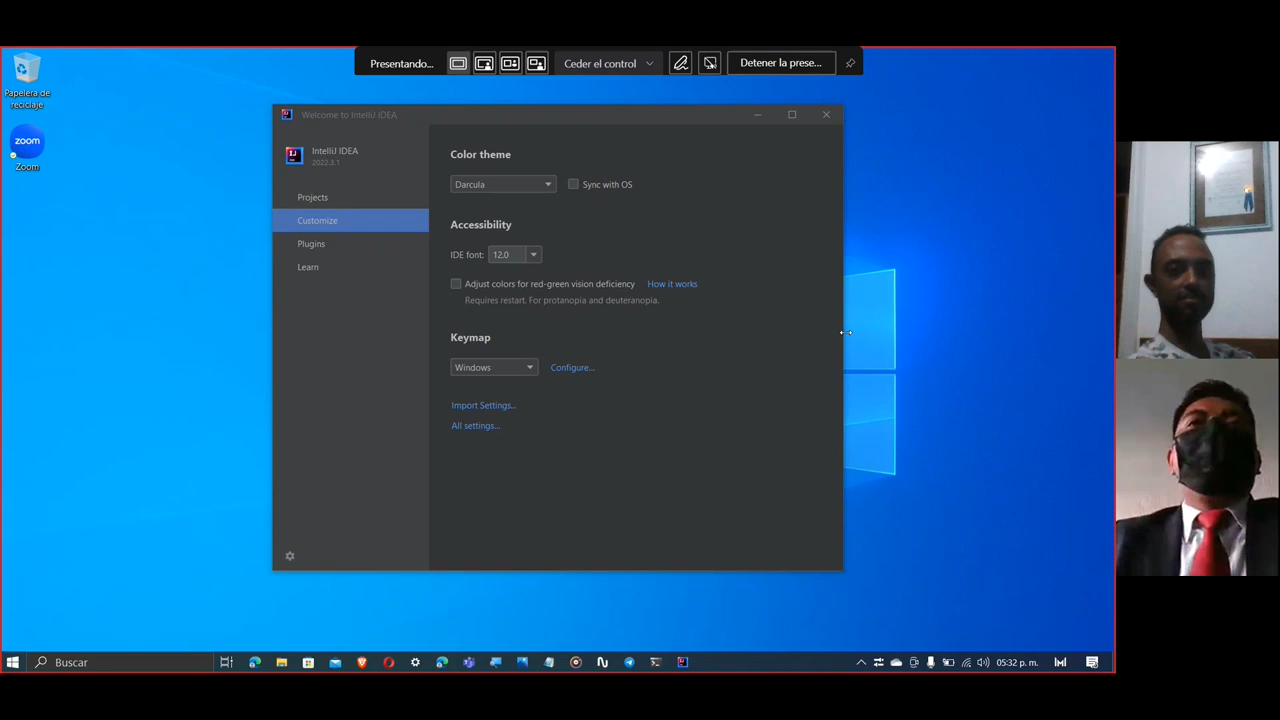 Presentando...
Ceder el control
Detener la prese...
Papelera de
reciclaje
zoom
Zoom
Welcome to IntelliJ IDEA
IJ
IntelliJ IDEA
2022.3.1
Projects
Customize
Plugins
Learn
Color theme
Darcula
Sync with OS
Accessibility
IDE font:
12.0
Adjust colors for red-green vision deficiency
How it works
Requires restart. For protanopia and deuteranopia.
Keymap
Windows
Configure...
Import Settings...
All settings...
Buscar
05:32 p. m.